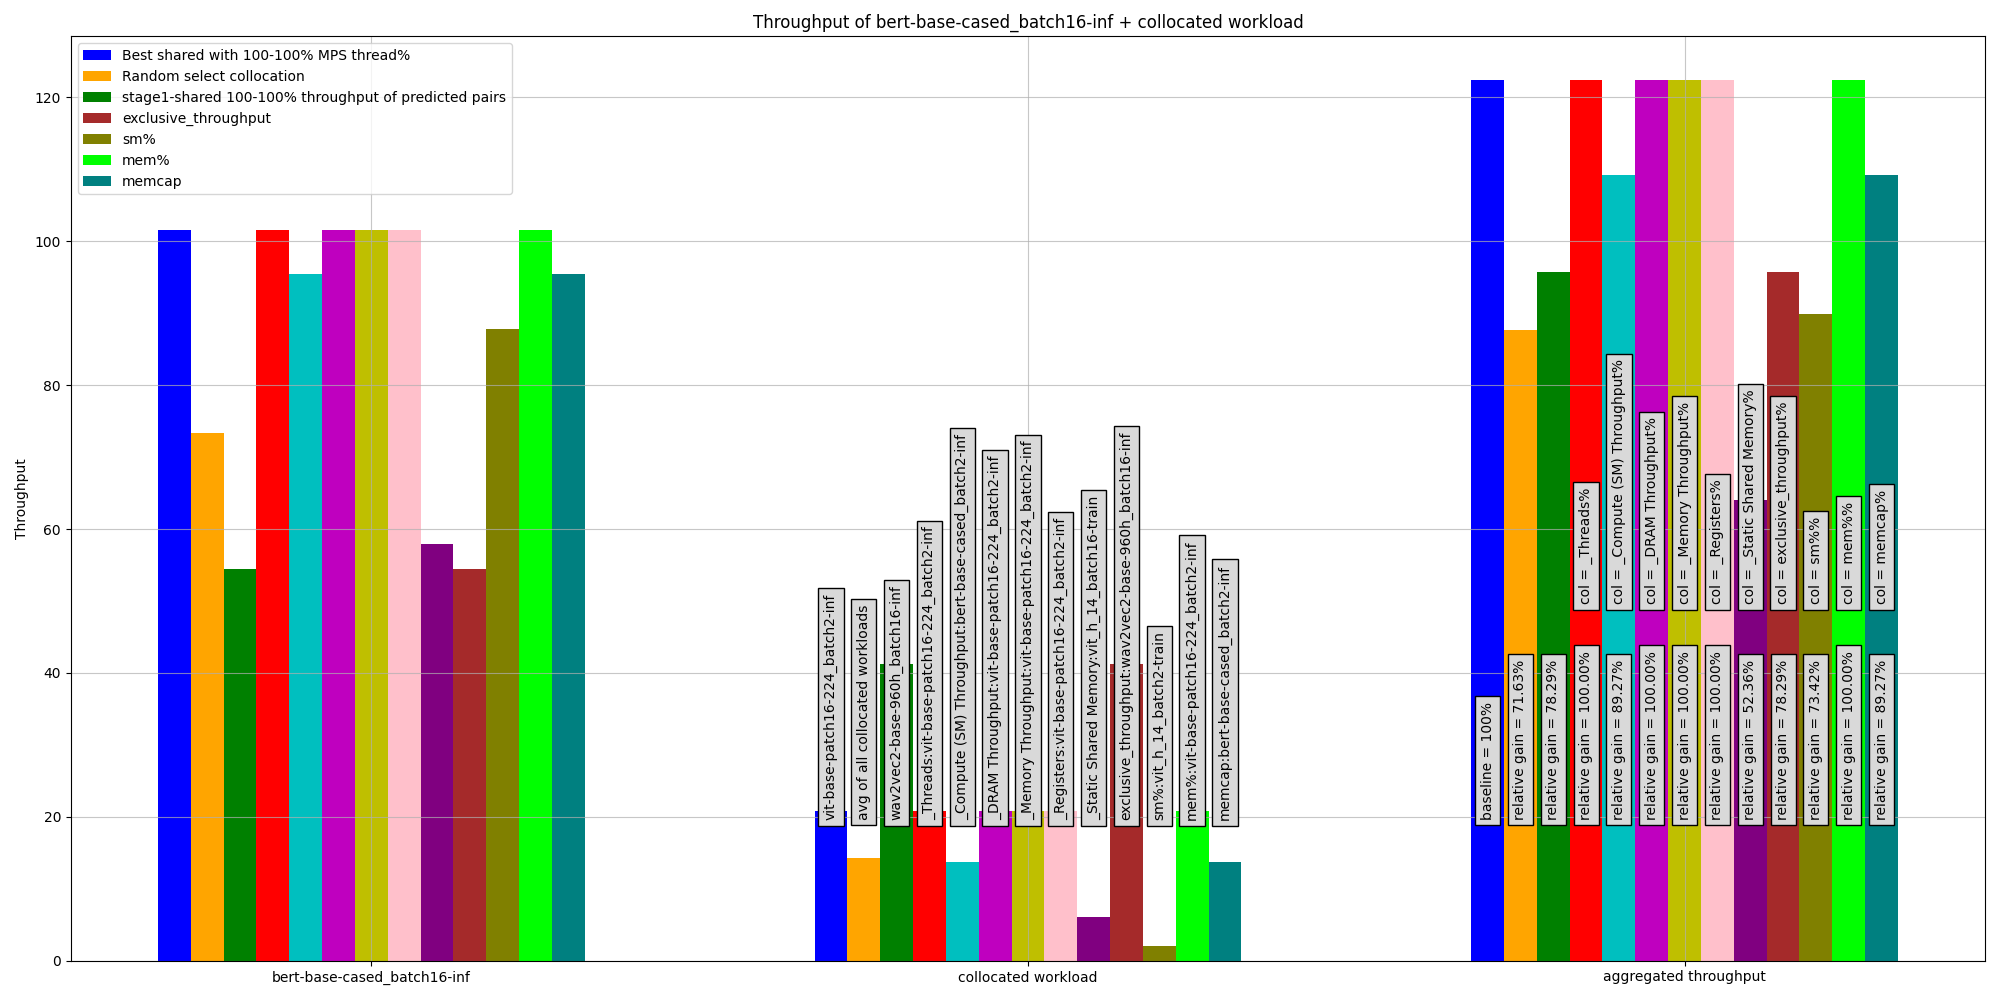 Throughput of bert-base-cased_batch16-inf + collocated workload
Best shared with 100-100% MPS thread%
Random select collocation
stage1-shared 100-100% throughput of predicted pairs
exclusive_throughput
sm%
mem%
memcap
Throughput
0
20
40
60
80
100
120
vit-base-patch16-224_batch2-inf
avg of all collocated workloads
wav2vec2-base-960h_batch16-inf
_Threads:vit-base-patch16-224_batch2-inf
_Compute (SM) Throughput:bert-base-cased_batch2-inf
_DRAM Throughput:vit-base-patch16-224_batch2-inf
_Memory Throughput:vit-base-patch16-224_batch2-inf
_Registers:vit-base-patch16-224_batch2-inf
_Static Shared Memory:vit_h_14_batch16-train
exclusive_throughput:wav2vec2-base-960h_batch16-inf
sm%:vit_h_14_batch2-train
mem%:vit-base-patch16-224_batch2-inf
memcap:bert-base-cased_batch2-inf
col = _Threads%
col = _Compute (SM) Throughput%
col = _DRAM Throughput%
col = _Memory Throughput%
col = _Registers%
col = _Static Shared Memory%
col = exclusive_throughput%
col = sm%%
col = mem%%
col = memcap%
baseline = 100%
relative gain = 71.63%
relative gain = 78.29%
relative gain = 100.00%
relative gain = 89.27%
relative gain = 100.00%
relative gain = 100.00%
relative gain = 100.00%
relative gain = 52.36%
relative gain = 78.29%
relative gain = 73.42%
relative gain = 100.00%
relative gain = 89.27%
bert-base-cased_batch16-inf
collocated workload
aggregated throughput